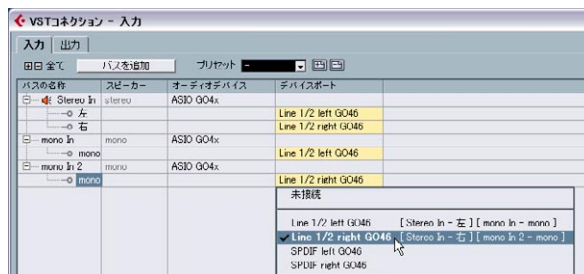 VSTコネクション - 入力
入力 出力
全て バスを追加 プリセット -
バスの名称 スピーカー オーディオデバイス デバイスポート
Stereo In stereo ASIO GO4x
左 Line 1/2 left GO46
右 Line 1/2 right GO46
mono In mono ASIO GO4x
mono Line 1/2 left GO46
mono In 2 mono ASIO GO4x
mono Line 1/2 right GO46
未接続
Line 1/2 left GO46 [ Stereo In - 左 ] [ mono In - mono ]
Line 1/2 right GO46 [ Stereo In - 右 ] [ mono In 2 - mono ]
SPDIF left GO46
SPDIF right GO46